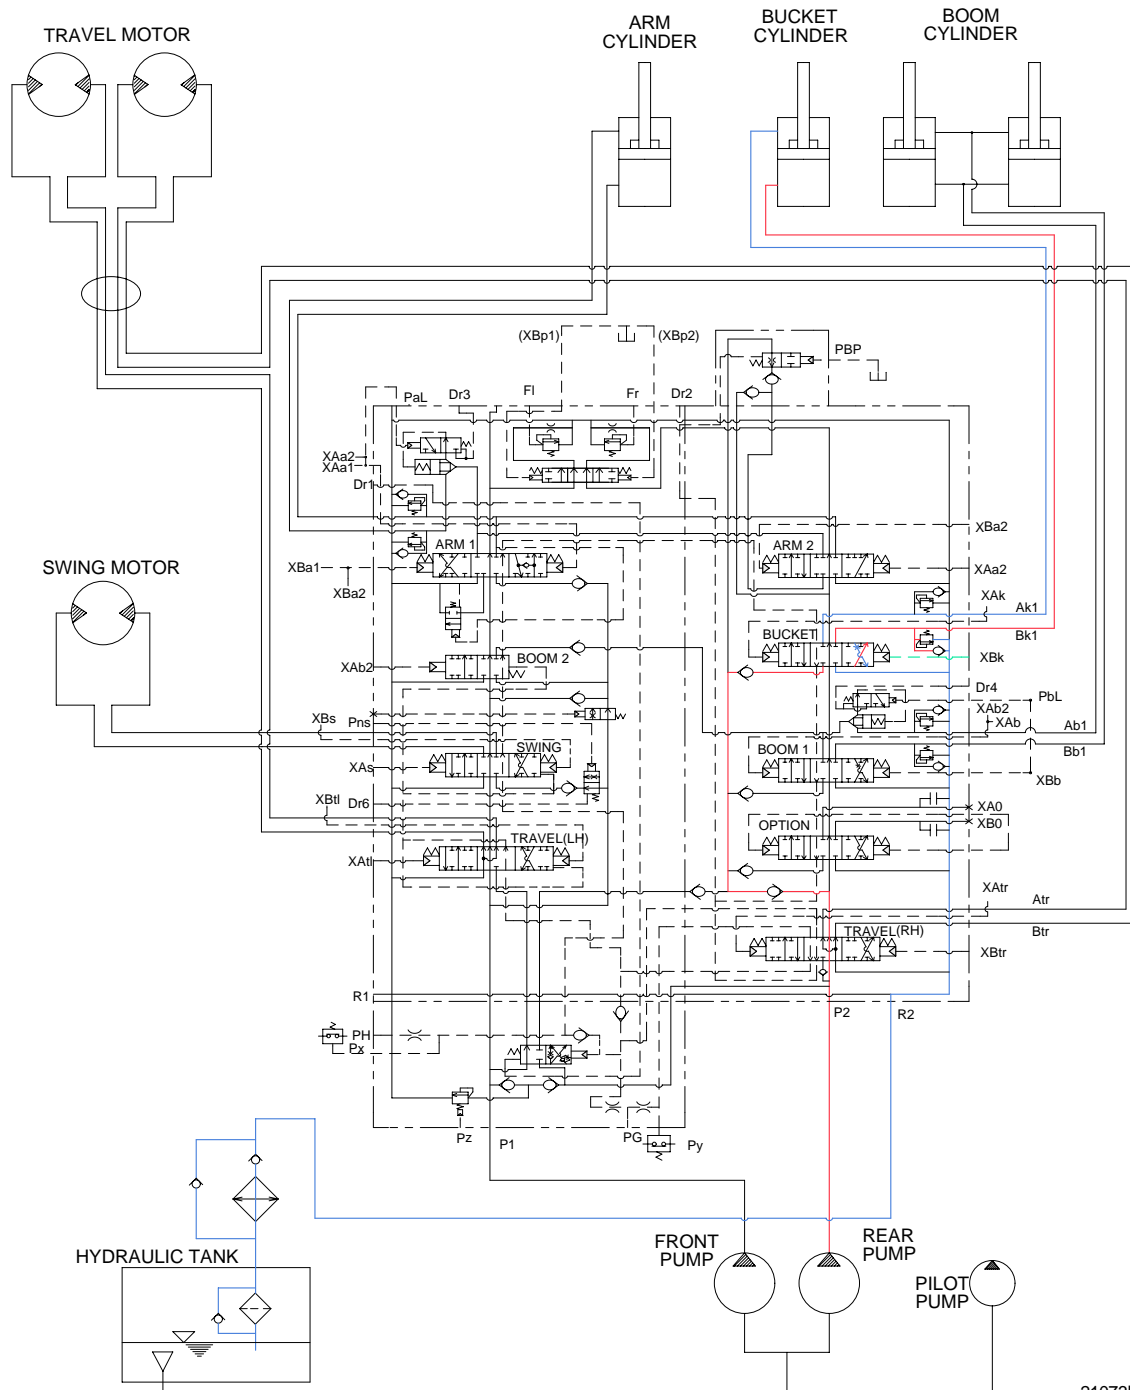 TRAVEL MOTOR
ARM
CYLINDER
BUCKET
CYLINDER
BOOM
CYLINDER
(XBp1)
(XBp2)
PBP
PaL
Dr3
Fl
Fr
Dr2
XAa2
XAa1
Dr1
XBa2
ARM 1
ARM 2
SWING MOTOR
XBa1
XBa2
XAa2
XAk
Ak1
BUCKET
Bk1
XBk
XAb2
BOOM 2
Dr4
PbL
XAb2
XAb
XBs
Pns
Ab1
SWING
BOOM 1
Bb1
XAs
XBb
XBtl
Dr6
XA0
XB0
OPTION
TRAVEL(LH)
XAtl
XAtr
Atr
TRAVEL(RH)
Btr
XBtr
R1
P2
R2
PH
Px
Pz
P1
PG
Py
HYDRAULIC TANK
FRONT
PUMP
REAR
PUMP
PILOT
PUMP